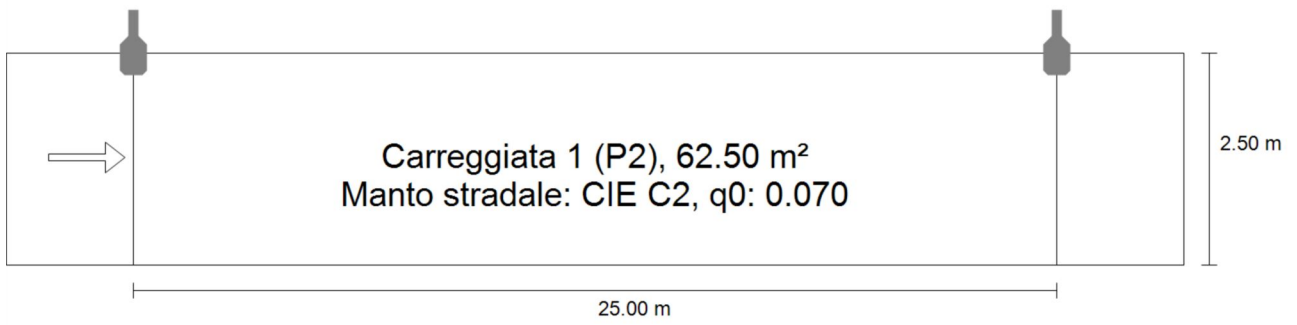 Carreggiata 1 (P2), 62.50 m²
Manto stradale: CIE C2, q0: 0.070
2.50 m
25.00 m